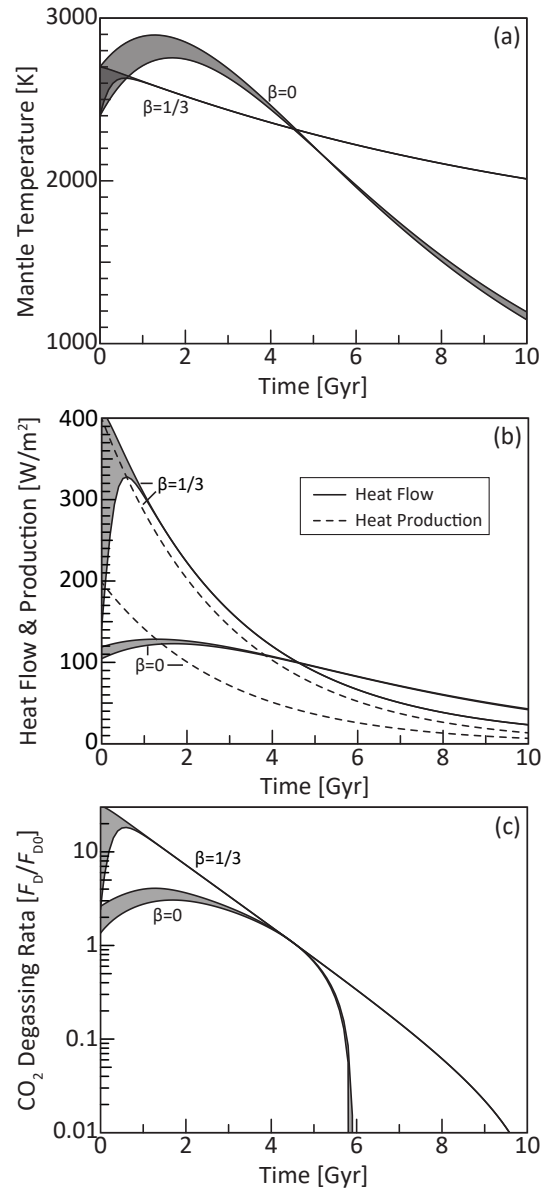 (a)
3000
2000
1000
Mantle Temperature [K]
β=0
β=1/3
0 2 4 6 8 10
Time [Gyr]
(b)
400
300
200
100
0
Heat Flow & Production [W/m²]
β=1/3
Heat Flow
Heat Production
β=0
0 2 4 6 8 10
Time [Gyr]
(c)
10
1
0.1
0.01
CO₂ Degassing Rata [F_D/F_D0]
β=1/3
β=0
0 2 4 6 8 10
Time [Gyr]